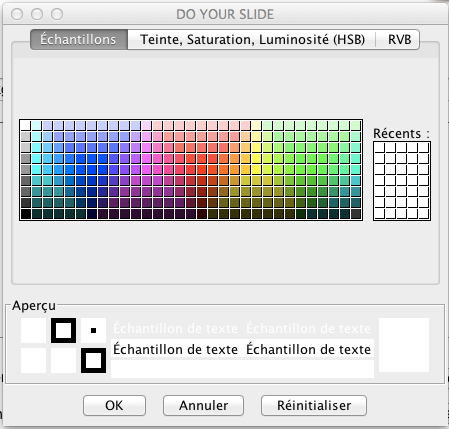 DO YOUR SLIDE
Échantillons Teinte, Saturation, Luminosité (HSB) RVB
Récents :
Aperçu
Échantillon de texte Échantillon de texte
Échantillon de texte Échantillon de texte
OK Annuler Réinitialiser